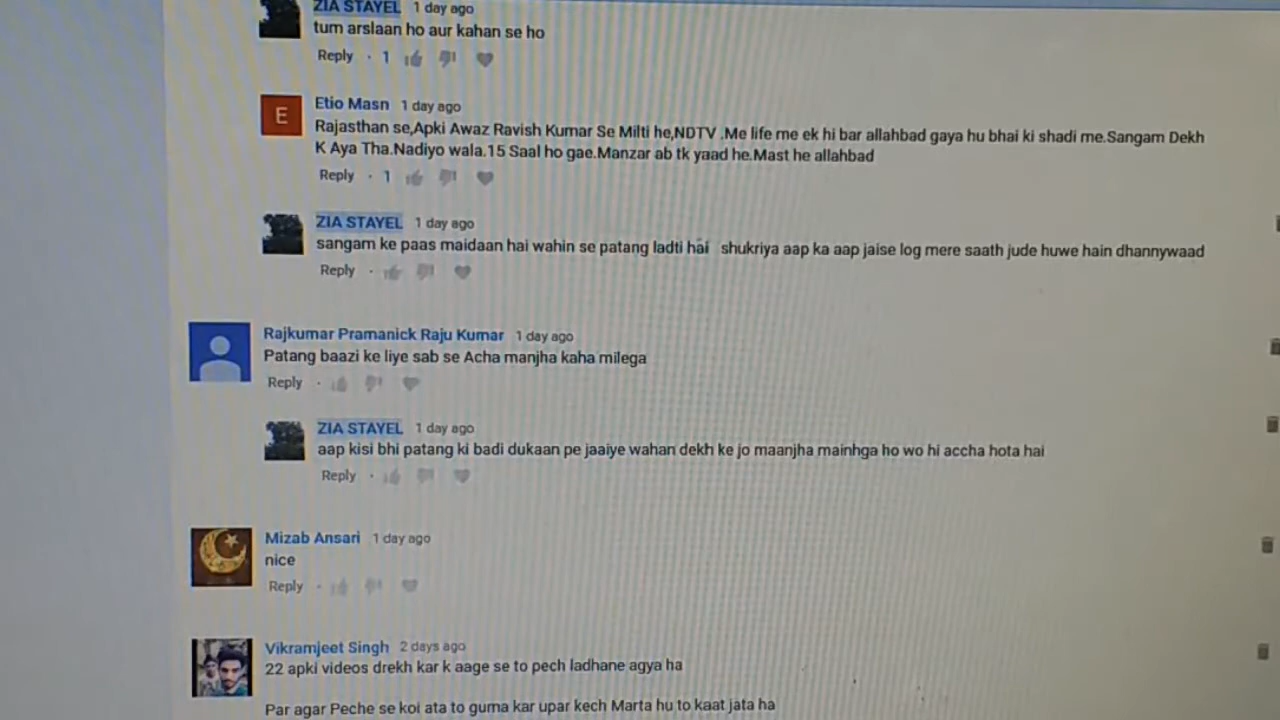 ZIA STAYEL 1 day ago
tum arslaan ho aur kahan se ho
Reply · 1
E
Etio Masn 1 day ago
Rajasthan se,Apki Awaz Ravish Kumar Se Milti he,NDTV .Me life me ek hi bar allahbad gaya hu bhai ki shadi me.Sangam Dekh
K Aya Tha.Nadiyo wala.15 Saal ho gae.Manzar ab tk yaad he.Mast he allahbad
Reply · 1
ZIA STAYEL 1 day ago
sangam ke paas maidaan hai wahin se patang ladti hai shukriya aap ka aap jaise log mere saath jude huwe hain dhannywaad
Reply ·
Rajkumar Pramanick Raju Kumar 1 day ago
Patang baazi ke liye sab se Acha manjha kaha milega
Reply ·
ZIA STAYEL 1 day ago
aap kisi bhi patang ki badi dukaan pe jaaiye wahan dekh ke jo maanjha mainhga ho wo hi accha hota hai
Reply ·
Mizab Ansari 1 day ago
nice
Reply ·
Vikramjeet Singh 2 days ago
22 apki videos drekh kar k aage se to pech ladhane agya ha
Par agar Peche se koi ata to guma kar upar kech Marta hu to kaat jata ha